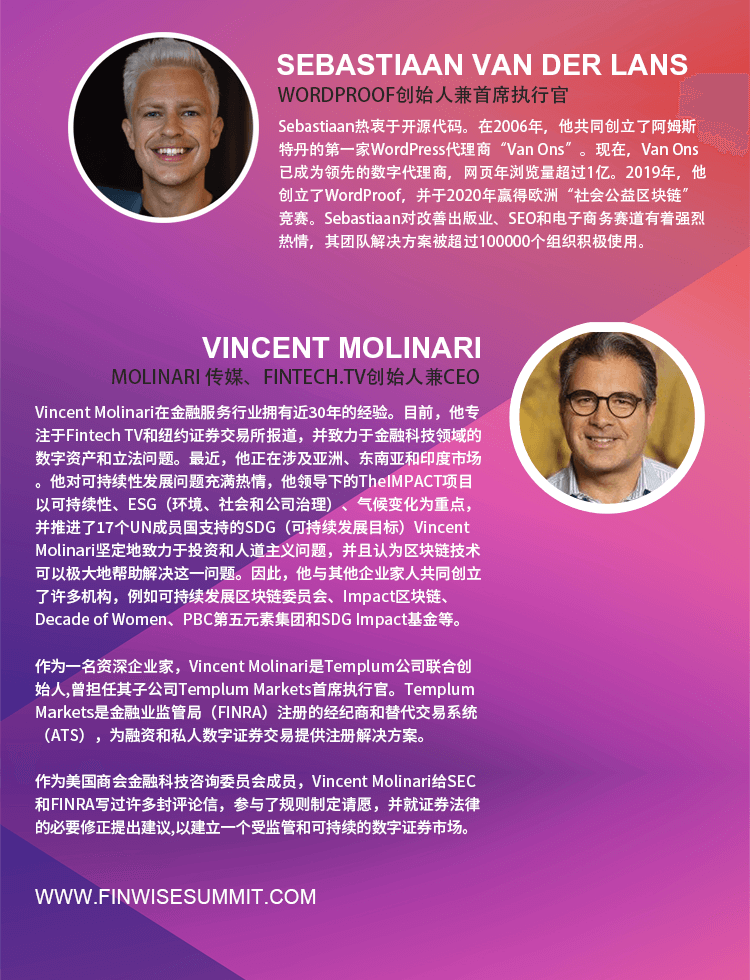 SEBASTIAAN VAN DER LANS
WORDPROOF创始人兼首席执行官
Sebastiaan热衷于开源代码。在2006年，他共同创立了阿姆斯
特丹的第一家WordPress代理商“Van Ons”。现在，Van Ons
已成为领先的数字代理商，网页年浏览量超过1亿。2019年，他
创立了WordProof，并于2020年赢得欧洲“社会公益区块链”
竞赛。Sebastiaan对改善出版业、SEO和电子商务赛道有着强烈
热情，其团队解决方案被超过100000个组织积极使用。
VINCENT MOLINARI
MOLINARI 传媒、FINTECH.TV创始人兼CEO
Vincent Molinari在金融服务行业拥有近30年的经验。目前，他专
注于Fintech TV和纽约证券交易所报道，并致力于金融科技领域的
数字资产和立法问题。最近，他正在涉及亚洲、东南亚和印度市场
。他对可持续性发展问题充满热情，他领导下的TheIMPACT项目
以可持续性、ESG（环境、社会和公司治理）、气候变化为重点，
并推进了17个UN成员国支持的SDG（可持续发展目标）Vincent
Molinari坚定地致力于投资和人道主义问题，并且认为区块链技术
可以极大地帮助解决这一问题。因此，他与其他企业家人共同创立
了许多机构，例如可持续发展区块链委员会、Impact区块链、
Decade of Women、PBC第五元素集团和SDG Impact基金等。
作为一名资深企业家，Vincent Molinari是Templum公司联合创
始人,曾担任其子公司Templum Markets首席执行官。Templum
Markets是金融业监管局（FINRA）注册的经纪商和替代交易系统
（ATS），为融资和私人数字证券交易提供注册解决方案。
作为美国商会金融科技咨询委员会成员，Vincent Molinari给SEC
和FINRA写过许多封评论信，参与了规则制定请愿，并就证券法律
的必要修正提出建议,以建立一个受监管和可持续的数字证券市场。
WWW.FINWISESUMMIT.COM